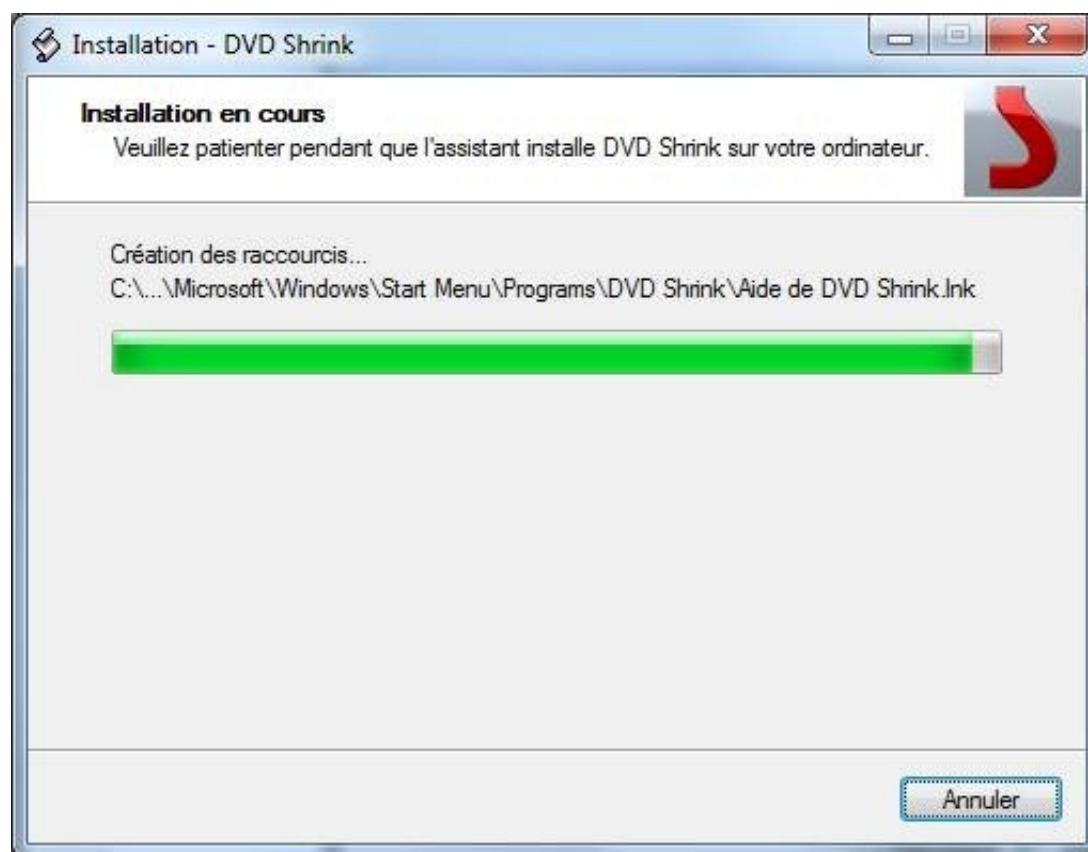 Installation - DVD Shrink
Installation en cours
Veuillez patienter pendant que l'assistant installe DVD Shrink sur votre ordinateur.
Création des raccourcis...
C:\...\Microsoft\Windows\Start Menu\Programs\DVD Shrink\Aide de DVD Shrink.lnk
Annuler